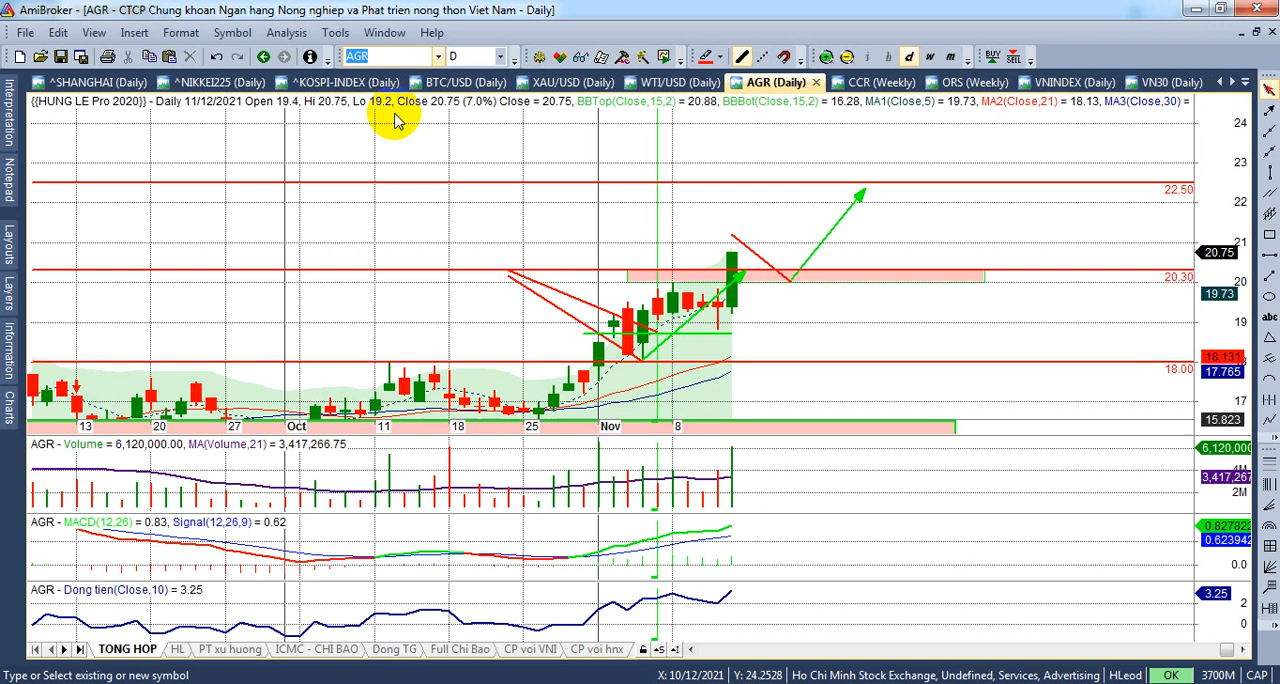 AmiBroker - [AGR - CTCP Chung khoan Ngan hang Nong nghiep va Phat trien nong thon Viet Nam - Daily]
File Edit View Insert Format Symbol Analysis Tools Window Help
AGR D i d w m BUY SELL i d w m
^SHANGHAI (Daily) ^NIKKEI225 (Daily) ^KOSPI-INDEX (Daily) BTC/USD (Daily) XAU/USD (Daily) WTI/USD (Daily) AGR (Daily) CCR (Weekly) ORS (Weekly) VNINDEX (Daily) VN30 (Daily)
{{HUNG LE Pro 2020}} - Daily 11/12/2021 Open 19.4, Hi 20.75, Lo 19.2, Close 20.75 (7.0%) Close = 20.75, BBTop(Close,15,2) = 20.88, BBBot(Close,15,2) = 16.28, MA1(Close,5) = 19.73, MA2(Close,21) = 18.13, MA3(Close,30) =
Interpretation
Notepad
Layouts
Layers
Information
Charts
abc
24
23
22.50
22
21
20.75
20.30
20
19.73
19
18.131
18.00
17.765
17
15.823
13 20 27 Oct 11 18 25 Nov 8
AGR - Volume = 6,120,000.00, MA(Volume,21) = 3,417,266.75
6,120,000
3,417,267
2M
AGR - MACD(12,26) = 0.83, Signal(12,26,9) = 0.62
0.827822
0.623942
0.0
AGR - Dong tien(Close,10) = 3.25
3.25
2
0
TONG HOP HL PT xu huong ICMC - CHI BAO Dong TG Full Chi Bao CP voi VNI CP voi hnx
Type or Select existing or new symbol X: 10/12/2021 Y: 24.2528 Ho Chi Minh Stock Exchange, Undefined, Services, Advertising HLeod OK 3700M CAP